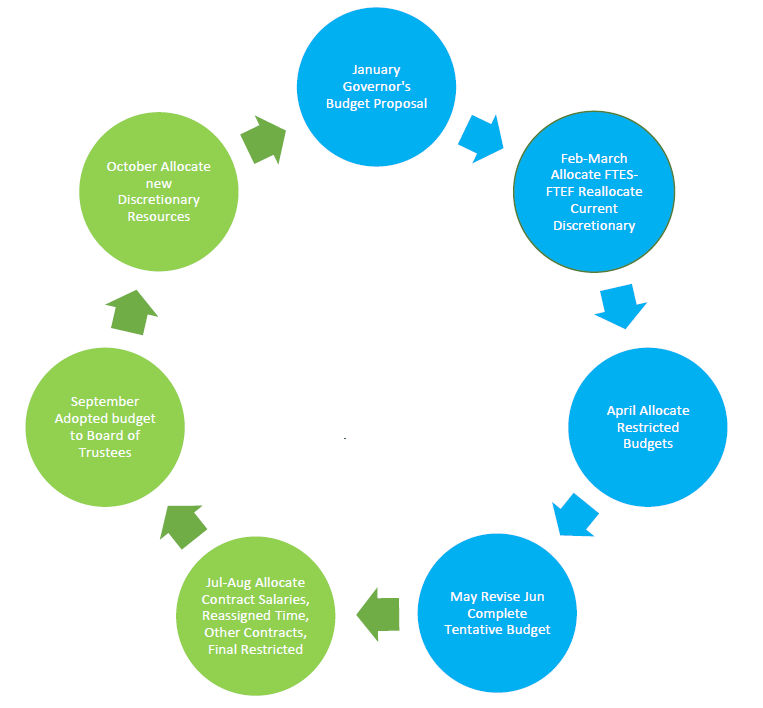 January
Governor's
Budget Proposal
Feb-March
Allocate FTES-
FTEF Reallocate
Current
Discretionary
April Allocate
Restricted
Budgets
May Revise Jun
Complete
Tentative Budget
Jul-Aug Allocate
Contract Salaries,
Reassigned Time,
Other Contracts,
Final Restricted
September
Adopted budget
to Board of
Trustees
October Allocate
new
Discretionary
Resources
.